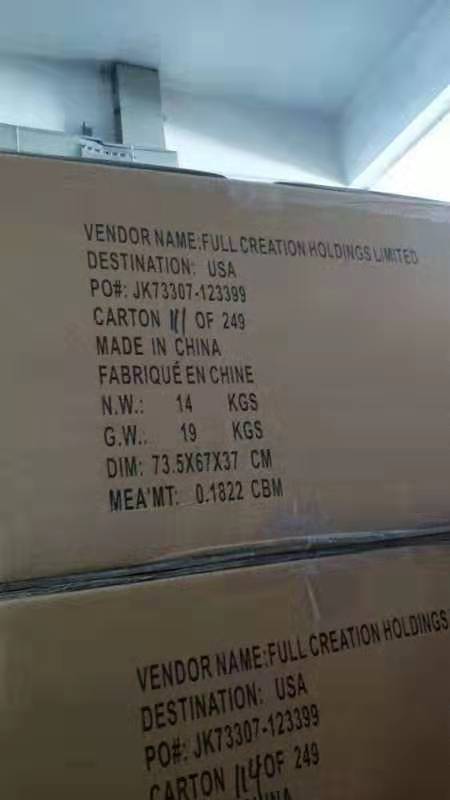 VENDOR NAME:FULL CREATION HOLDINGS LIMITED
DESTINATION: USA
PO#: JK73307-123399
CARTON 111 OF 249
MADE IN CHINA
FABRIQUÉ EN CHINE
N.W.: 14 KGS
G.W.. 19 KGS
DIM: 73.5X67X37 CM
MEA'MT: 0.1822 CBM
VENDOR NAME:FULL CREATION HOLDINGS
DESTINATION: USA
PO#: JK73307-123399
CARTON 114 OF 249